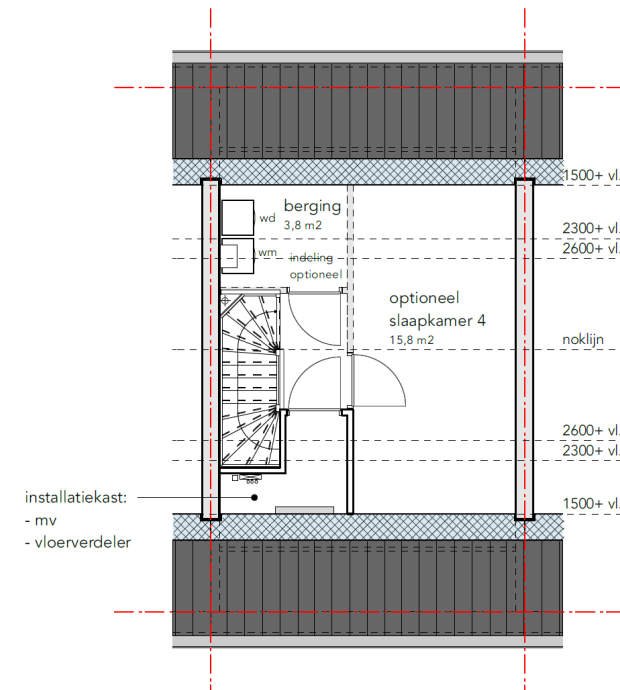 1500+ vl.
berging
wd
3,8 m2
2300+ vl.
2600+ vl.
wm
indeling
optioneel
optioneel
slaapkamer 4
15,8 m2
noklijn
2600+ vl.
2300+ vl.
installatiekast:
- mv
- vloerverdeler
1500+ vl.